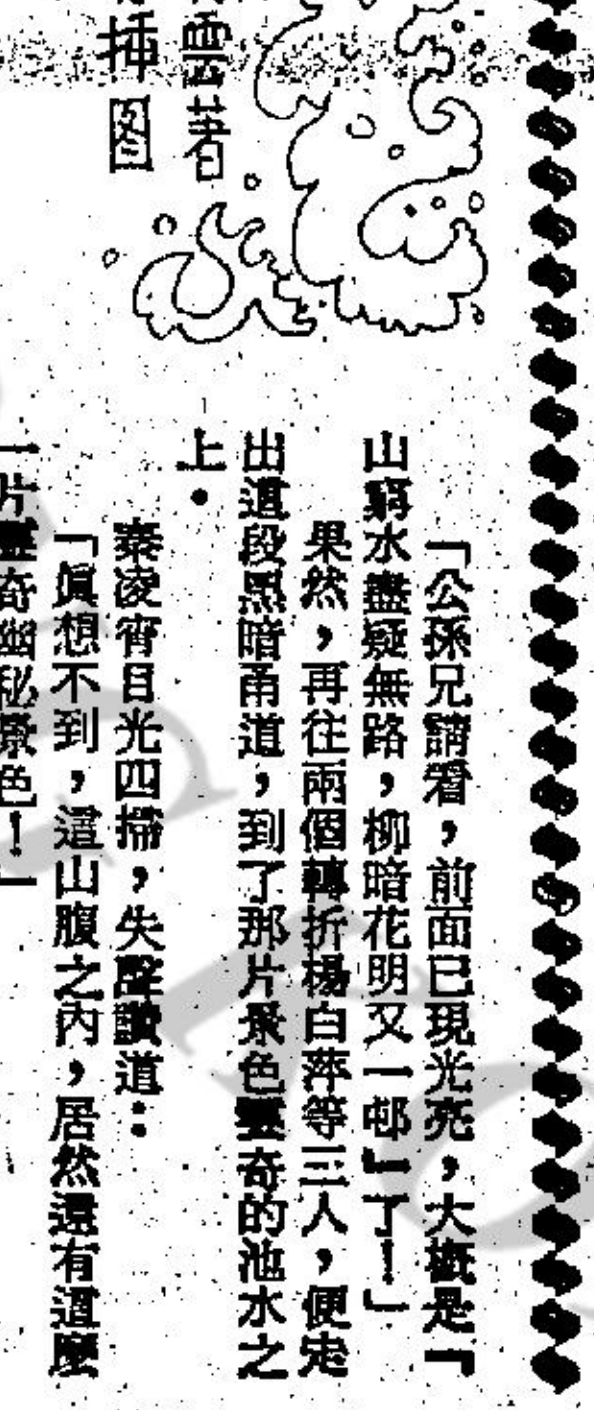 著
插图
「公孫兄請看，前面已現光亮，大概是『
山窮水盡疑無路，柳暗花明又一邨』了！」
果然，再往兩個轉折楊白萍等三人，便走
出這段黑暗甬道，到了那片景色靈奇的池水之
上。
秦凌霄目光四掃，失聲讚道：
「眞想不到，這山腹之內，居然還有這麼
一片靈奇幽秘景色！」